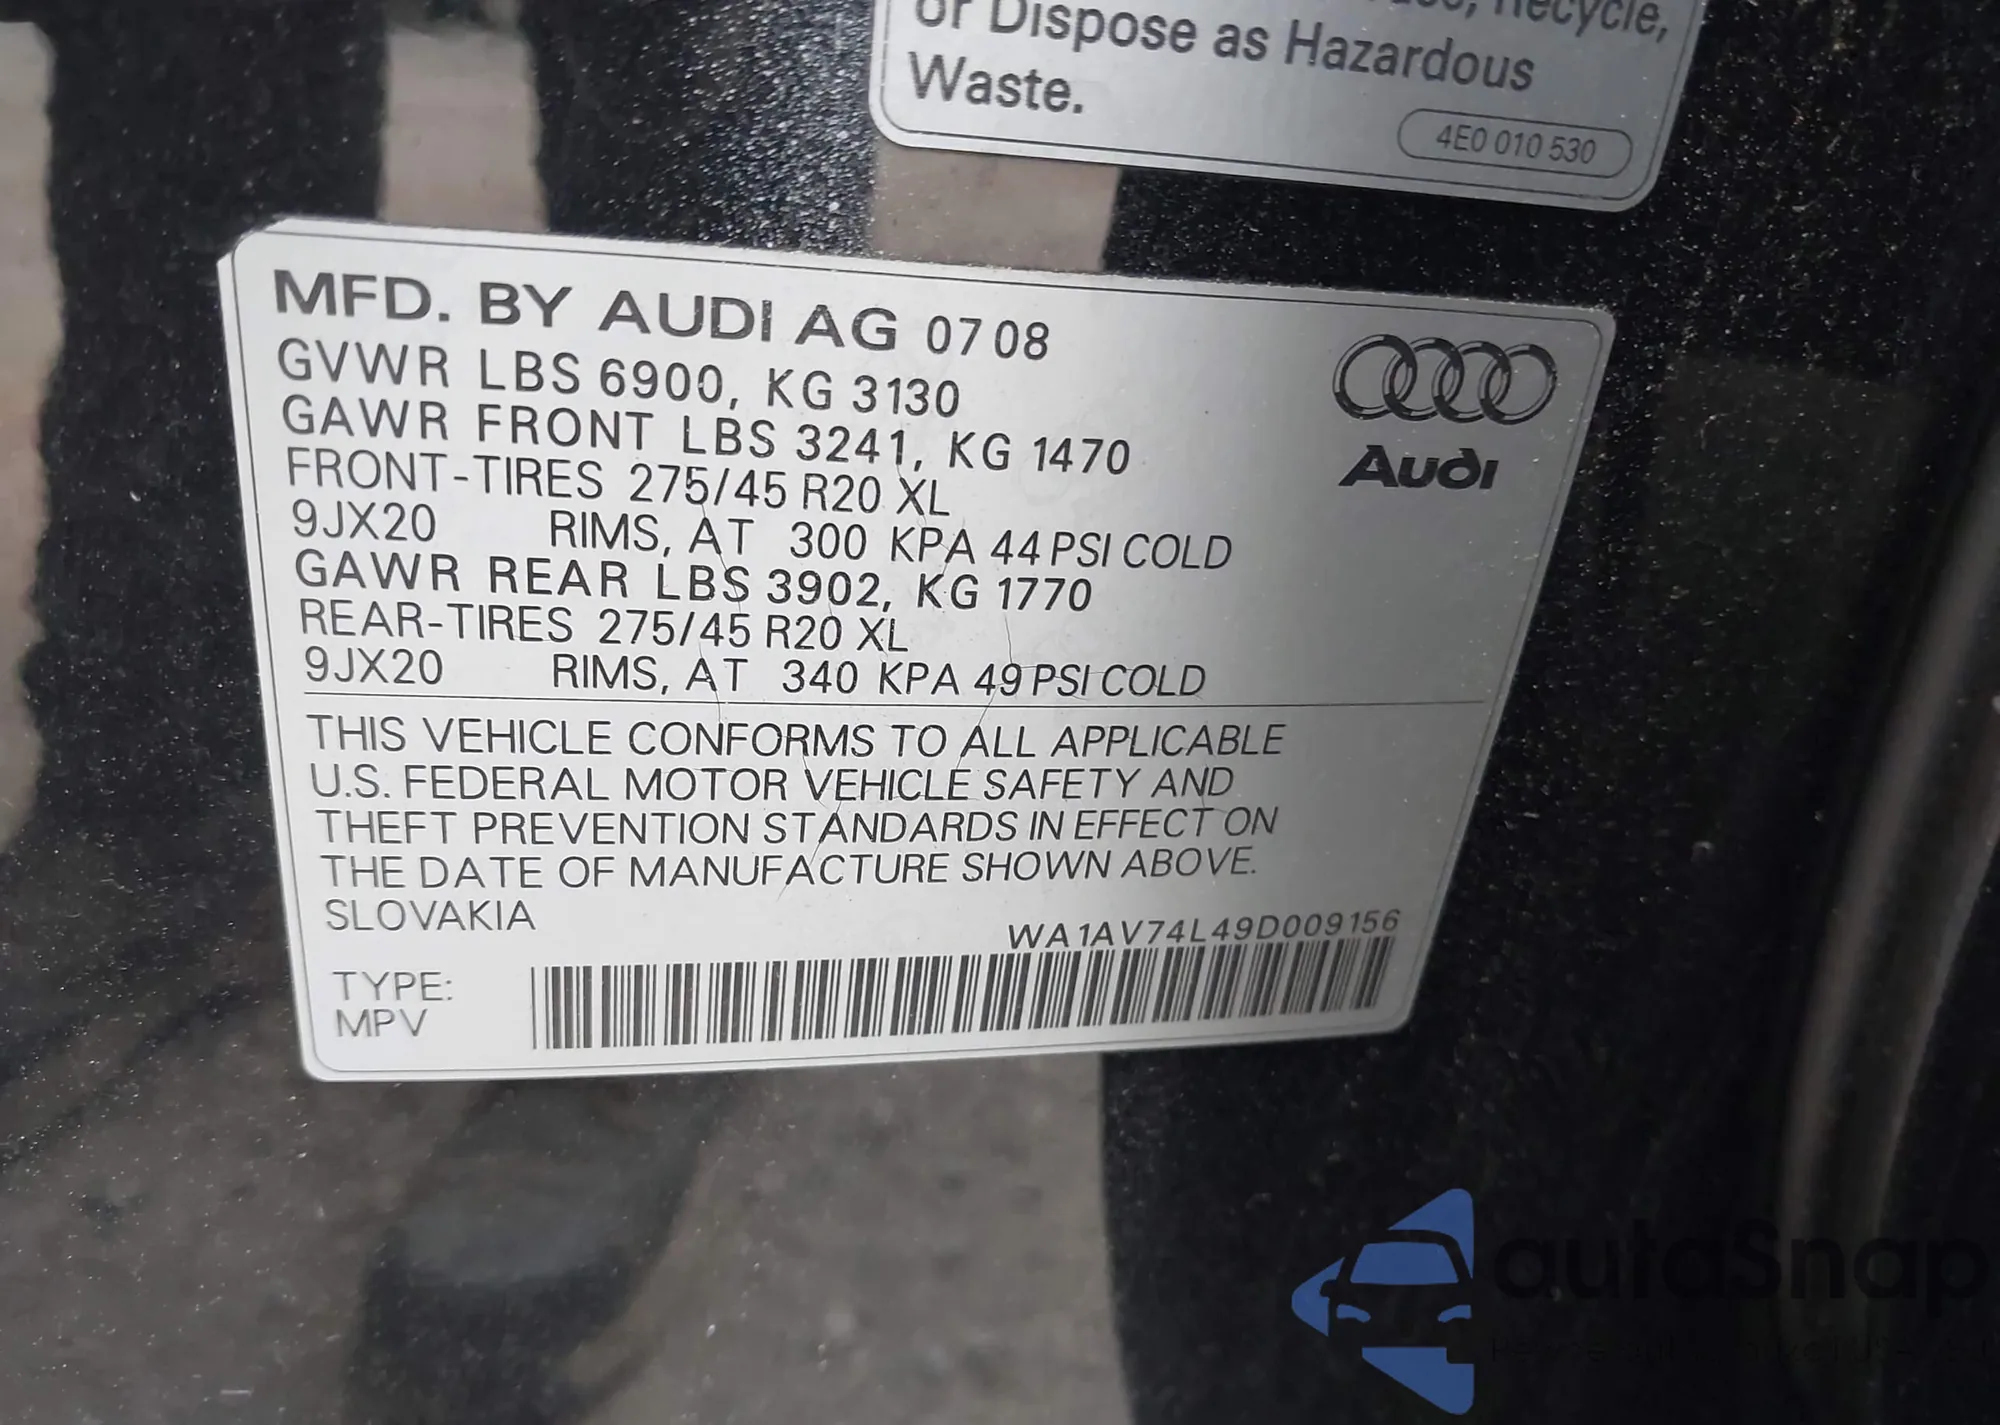 Recycle,
or Dispose as Hazardous
Waste.
4E0 010 530
MFD. BY AUDI AG 07 08
GVWR LBS 6900, KG 3130
GAWR FRONT LBS 3241, KG 1470
FRONT-TIRES 275/45 R20 XL
9JX20 RIMS, AT 300 KPA 44 PSI COLD
GAWR REAR LBS 3902, KG 1770
REAR-TIRES 275/45 R20 XL
9JX20 RIMS, AT 340 KPA 49 PSI COLD
Audi
THIS VEHICLE CONFORMS TO ALL APPLICABLE
U.S. FEDERAL MOTOR VEHICLE SAFETY AND
THEFT PREVENTION STANDARDS IN EFFECT ON
THE DATE OF MANUFACTURE SHOWN ABOVE.
SLOVAKIA
WA1AV74L49D009156
TYPE:
MPV
autaSnap